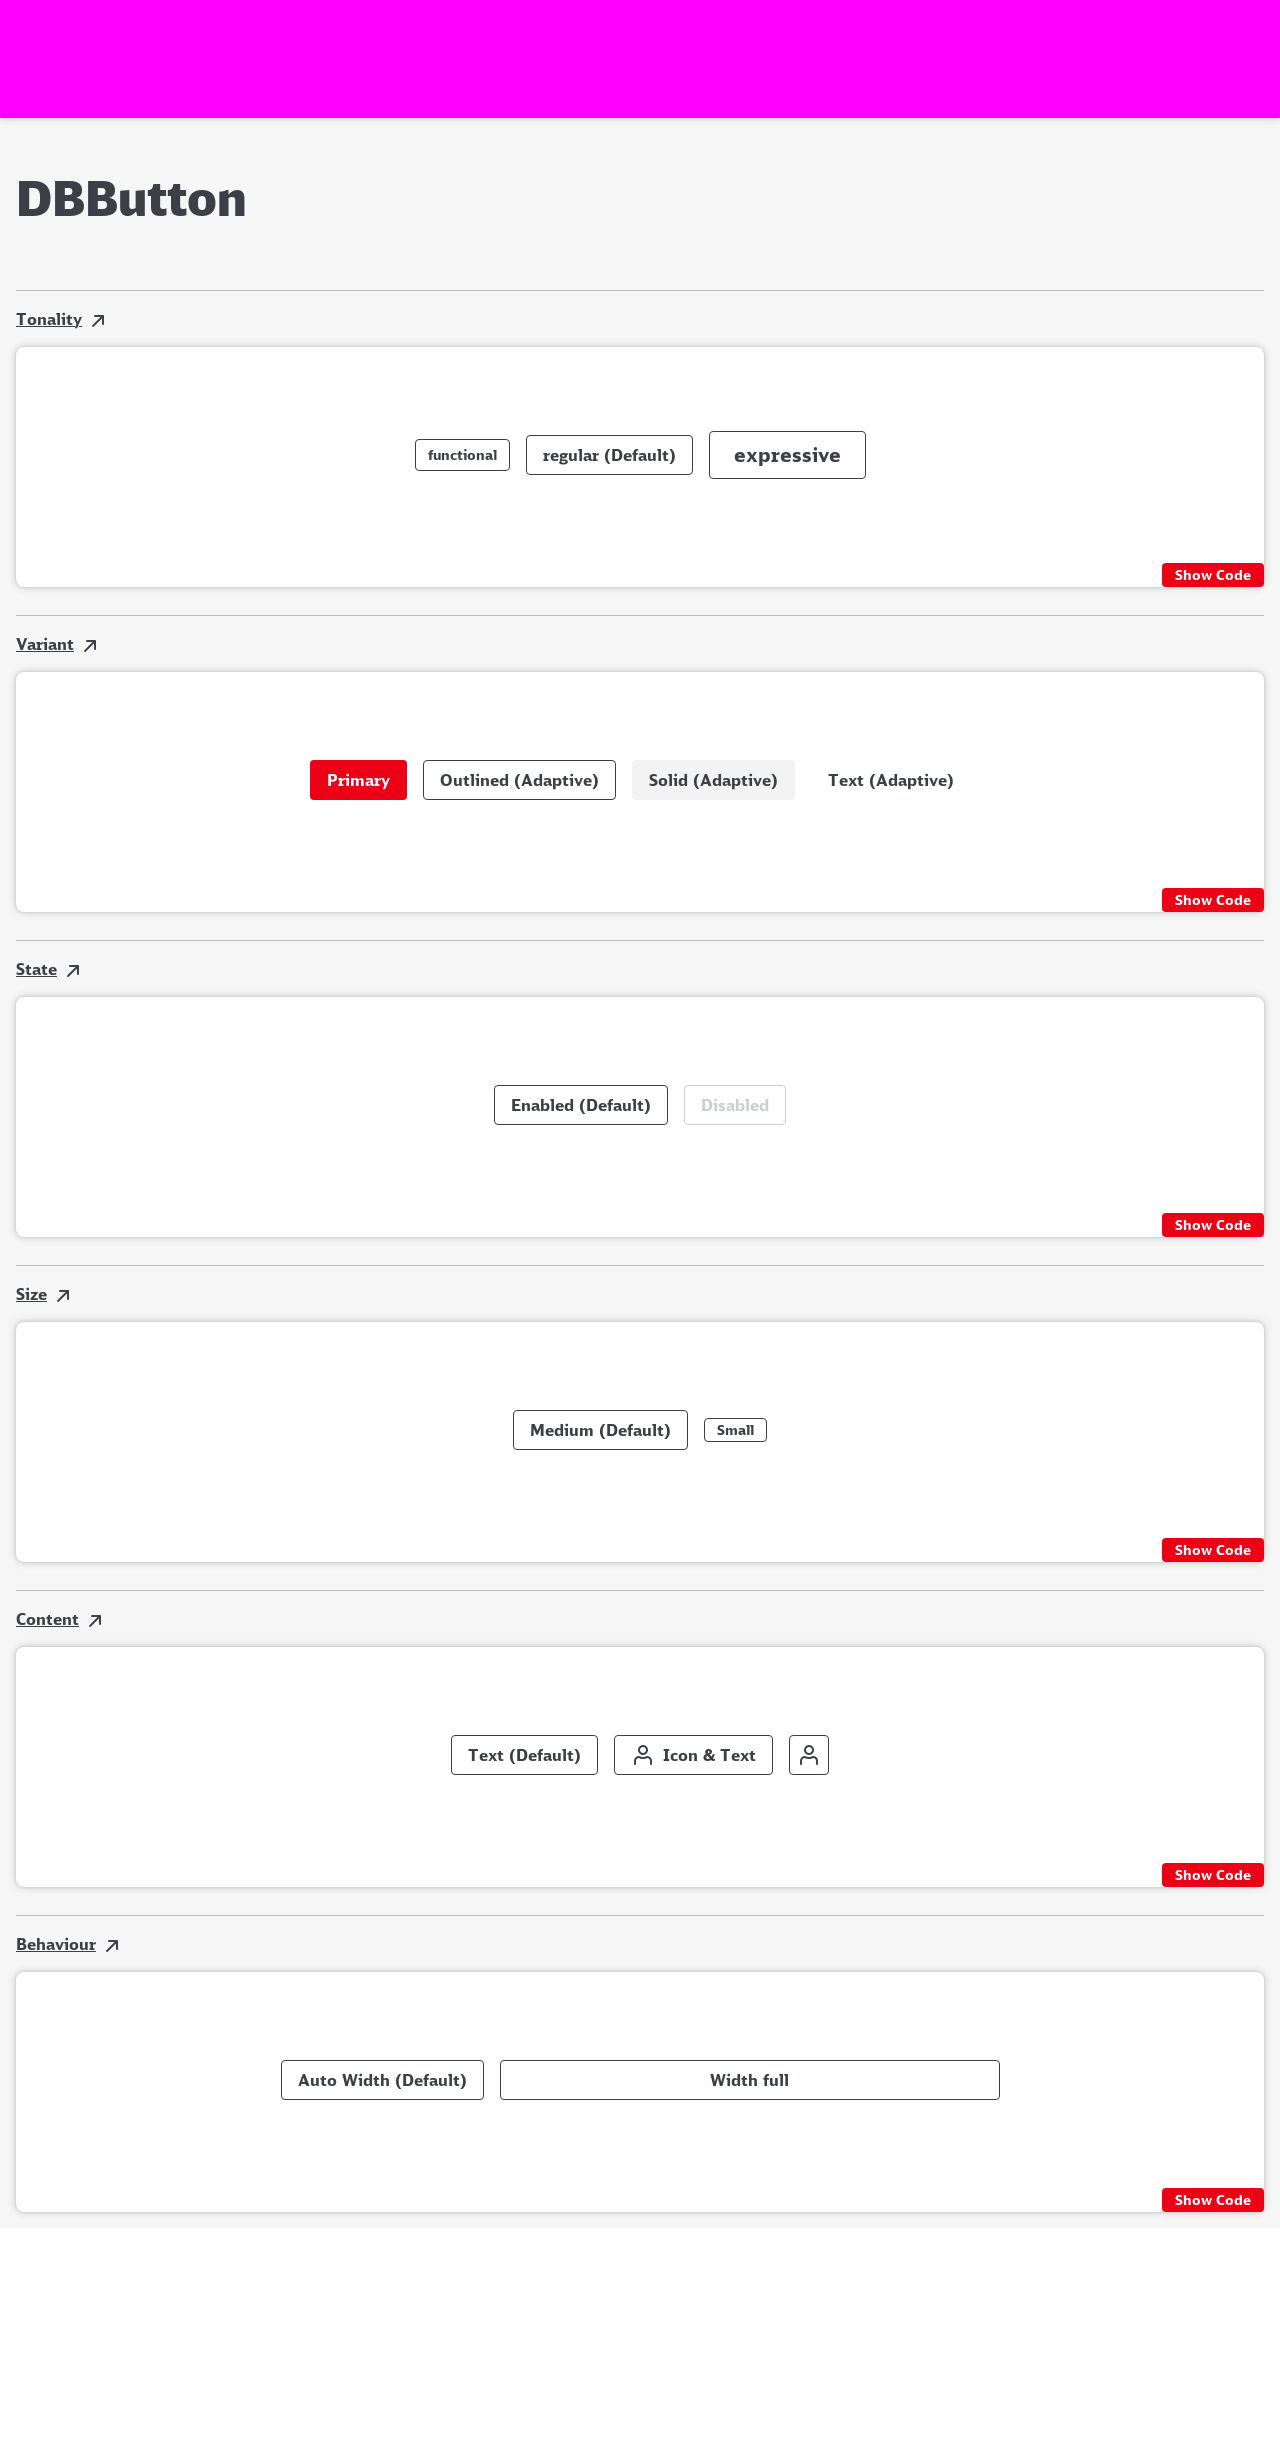 DBButton
Tonality
functional regular (Default) expressive
Show Code
Variant
Primary Outlined (Adaptive) Solid (Adaptive) Text (Adaptive)
Show Code
State
Enabled (Default) Disabled
Show Code
Size
Medium (Default) Small
Show Code
Content
Text (Default) Icon & Text
Show Code
Behaviour
Auto Width (Default) Width full
Show Code